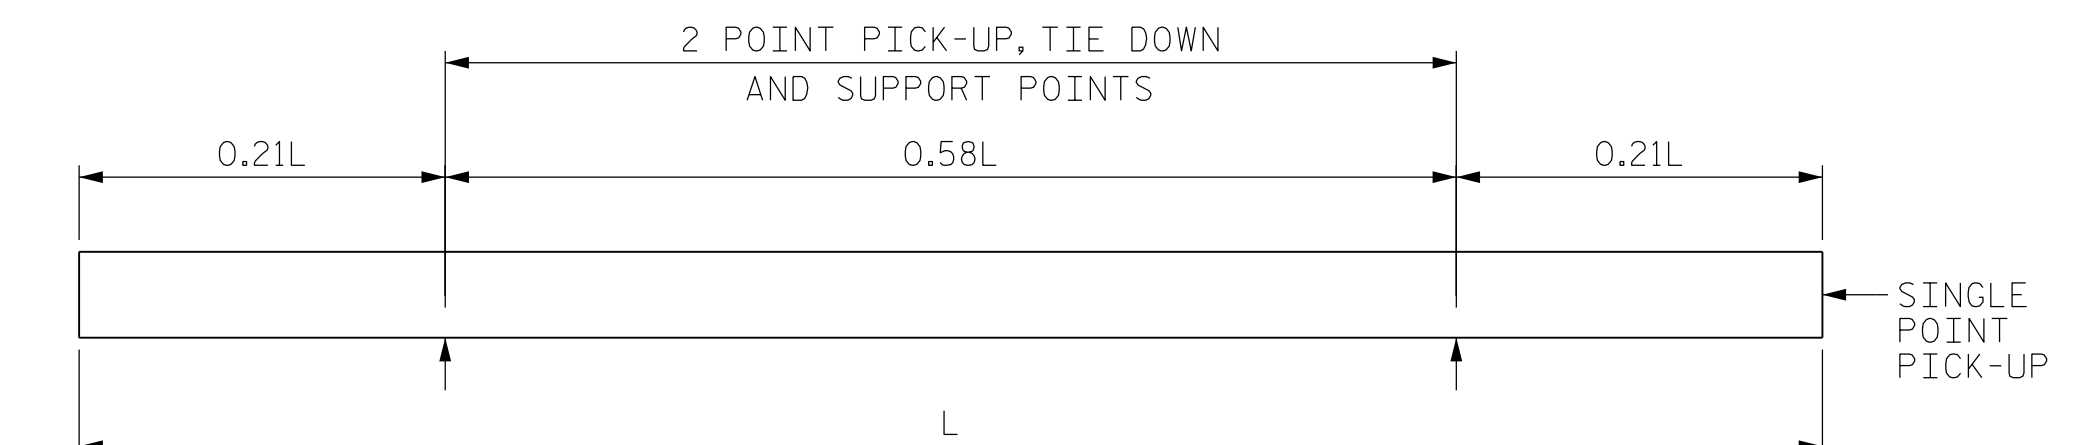 2 POINT PICK-UP, TIE DOWN
AND SUPPORT POINTS
0.21L
0.58L
0.21L
SINGLE
POINT
PICK-UP
L